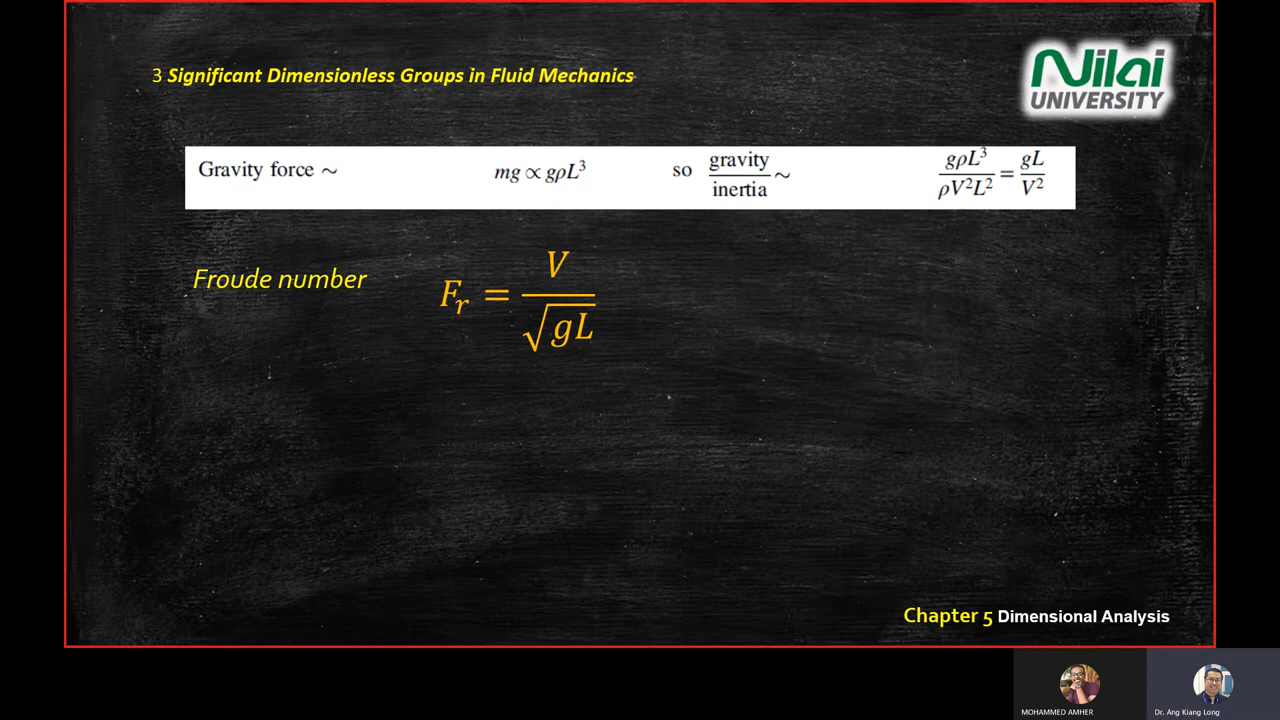 3 Significant Dimensionless Groups in Fluid Mechanics
Nilai
UNIVERSITY
Gravity force ~ mg ∝ gρL³ so gravity/inertia ~ gρL³/ρV²L² = gL/V²
Froude number F_r = V/√gL
Chapter 5 Dimensional Analysis
MOHAMMED AMHER
Dr. Ang Kiang Long